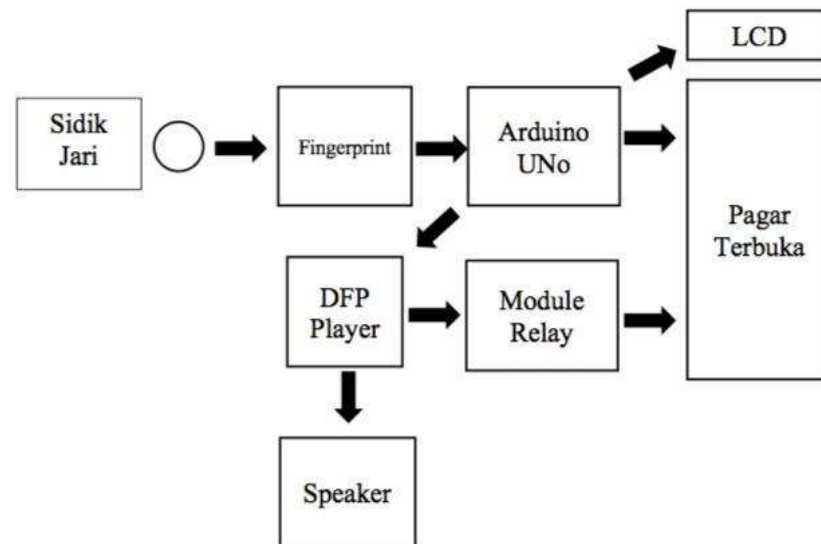 LCD
Sidik
Jari
Fingerprint
Arduino
UNo
Pagar
Terbuka
DFP
Player
Module
Relay
Speaker